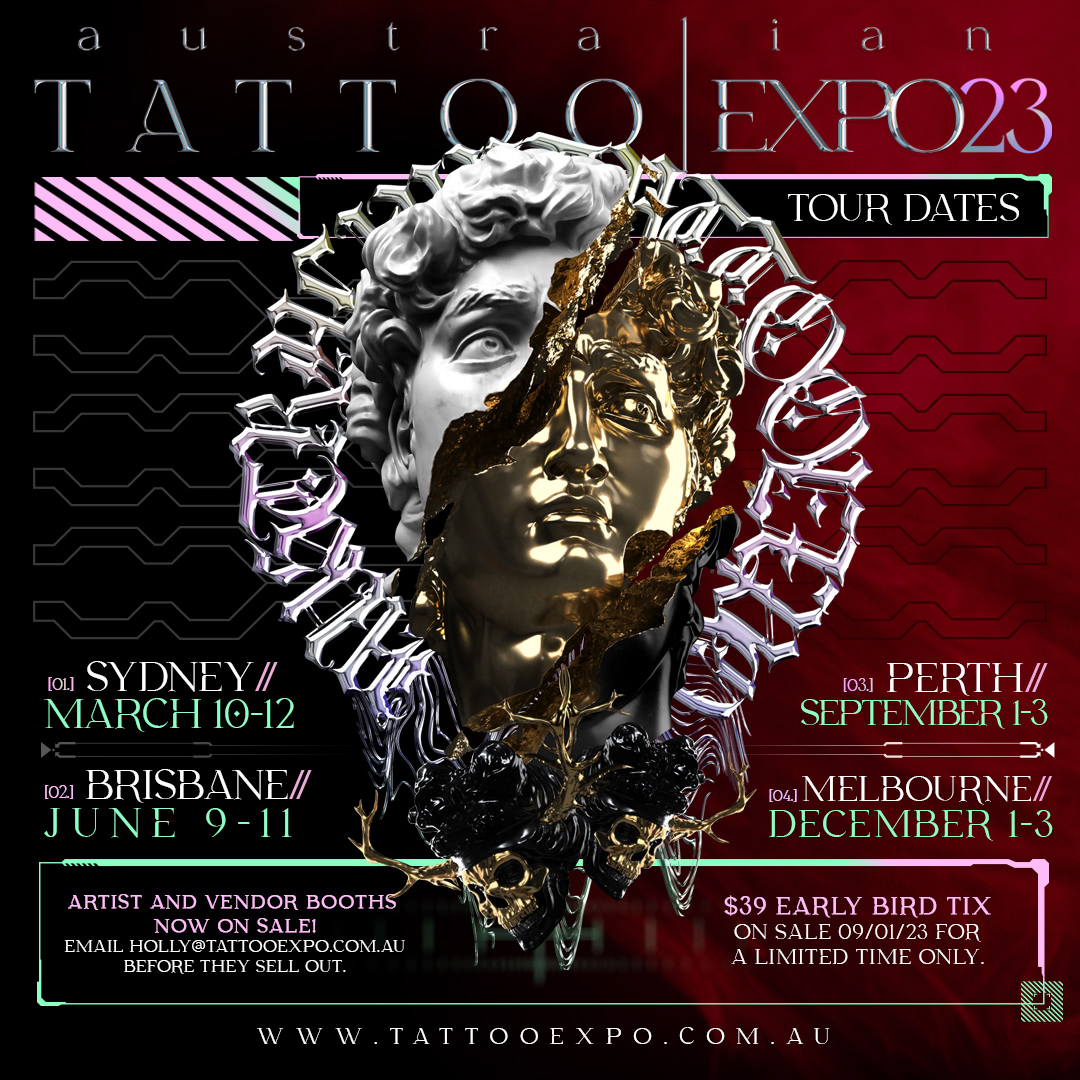 australian
TATTOO EXPO23
TOUR DATES
[01.] SYDNEY//
MARCH 10-12
[02.] BRISBANE//
JUNE 9-11
[03.] PERTH//
SEPTEMBER 1-3
[04.] MELBOURNE//
DECEMBER 1-3
ARTIST AND VENDOR BOOTHS
NOW ON SALE!
EMAIL HOLLY@TATTOOEXPO.COM.AU
BEFORE THEY SELL OUT.
$39 EARLY BIRD TIX
ON SALE 09/01/23 FOR
A LIMITED TIME ONLY.
WWW.TATTOOEXPO.COM.AU